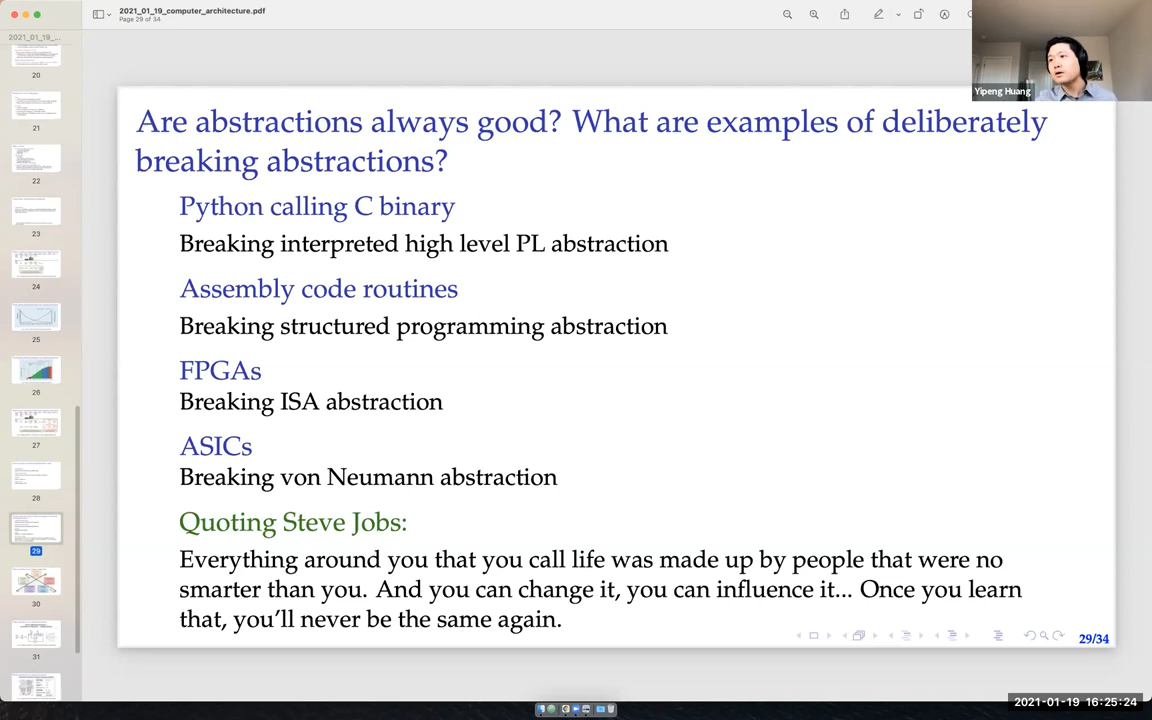 2021_01_19_computer_architecture.pdf
Page 29 of 34
2021_01_19_...
20
21
22
23
24
25
26
27
28
29
30
31
Yipeng Huang
Are abstractions always good? What are examples of deliberately
breaking abstractions?
Python calling C binary
Breaking interpreted high level PL abstraction
Assembly code routines
Breaking structured programming abstraction
FPGAs
Breaking ISA abstraction
ASICs
Breaking von Neumann abstraction
Quoting Steve Jobs:
Everything around you that you call life was made up by people that were no
smarter than you. And you can change it, you can influence it... Once you learn
that, you'll never be the same again.
29/34
2021-01-19 16:25:24